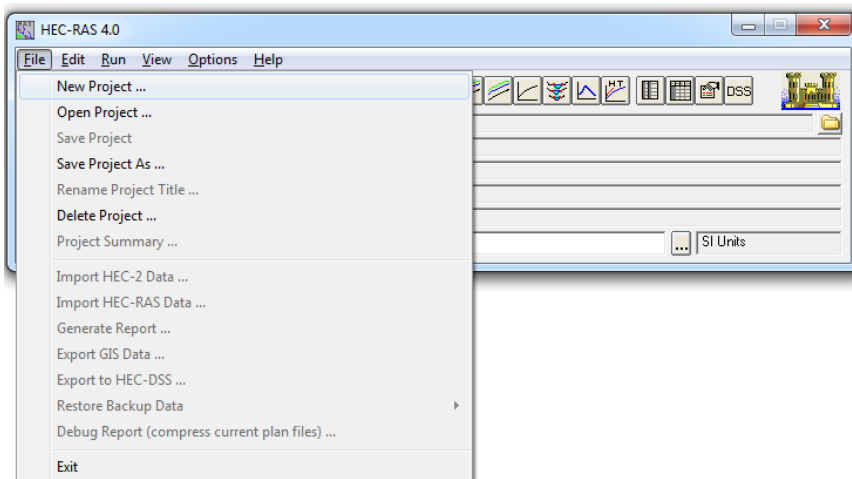 HEC-RAS 4.0
File Edit Run View Options Help
New Project ...
HT DSS
Open Project ...
Save Project
Save Project As ...
Rename Project Title ...
Delete Project ...
Project Summary ...
... SI Units
Import HEC-2 Data ...
Import HEC-RAS Data ...
Generate Report ...
Export GIS Data ...
Export to HEC-DSS ...
Restore Backup Data
Debug Report (compress current plan files) ...
Exit